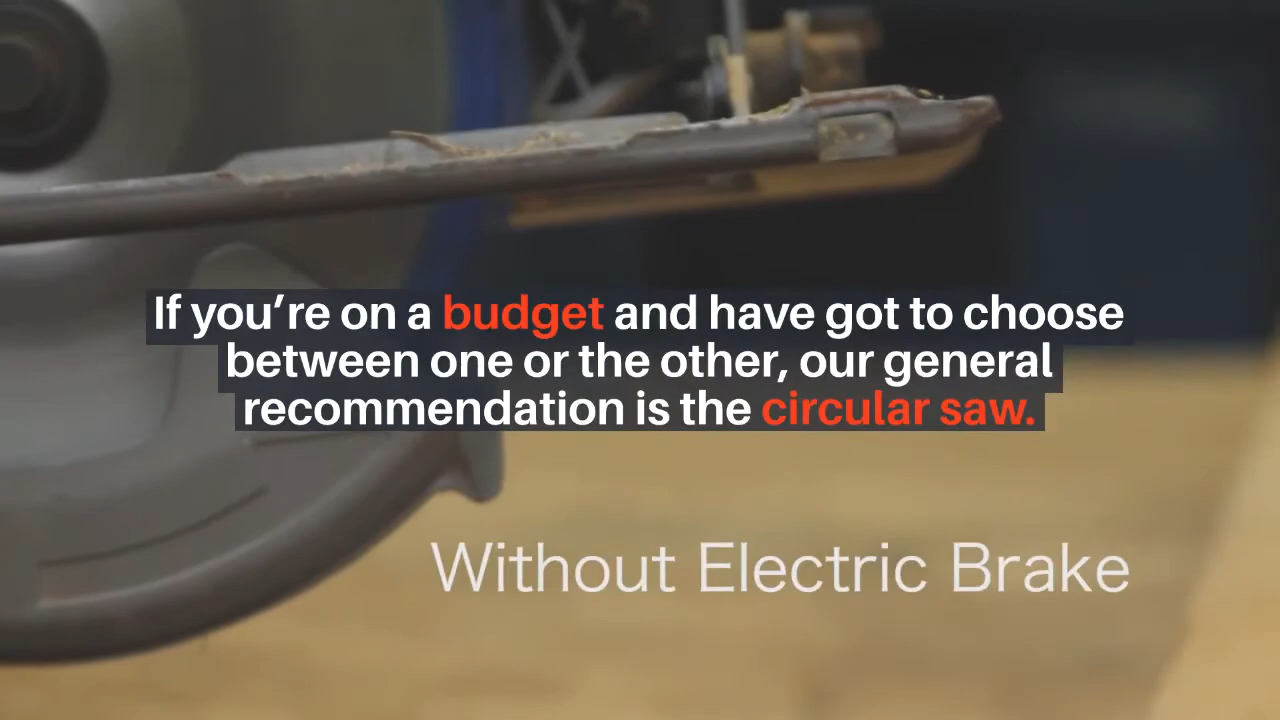 If you’re on a budget and have got to choose
between one or the other, our general
recommendation is the circular saw.
Without Electric Brake